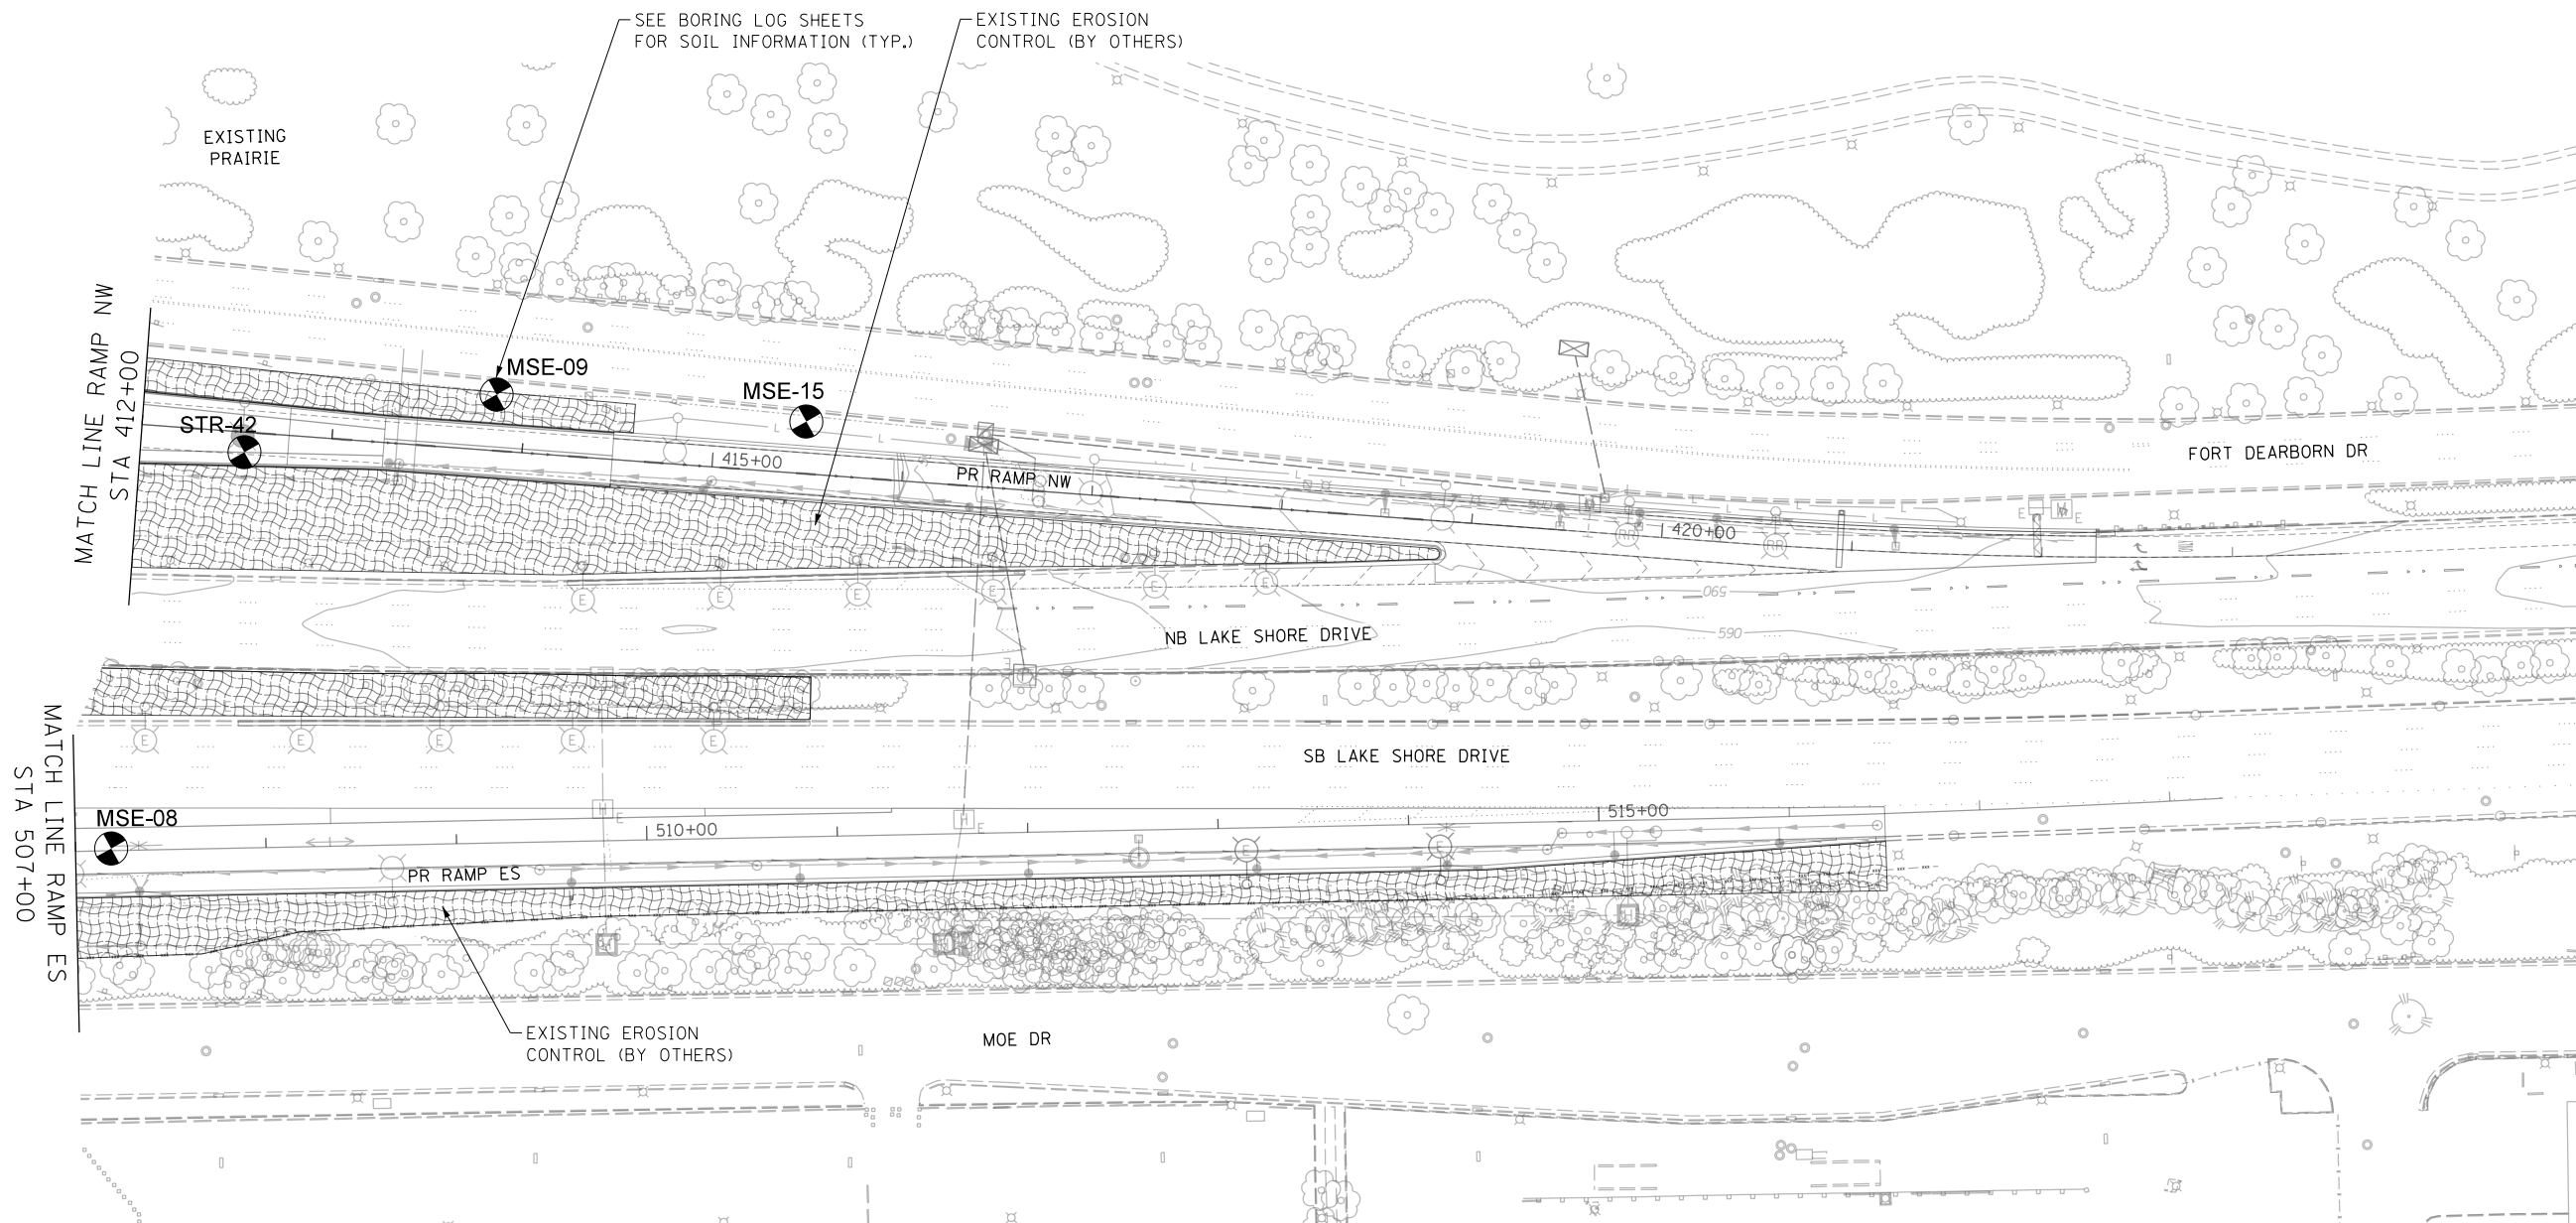 SEE BORING LOG SHEETS
FOR SOIL INFORMATION (TYP.)
EXISTING EROSION
CONTROL (BY OTHERS)
EXISTING
PRAIRIE
MATCH LINE RAMP NW
STA 412+00
MSE-09
MSE-15
STR-42
415+00
PR RAMP NW
420+00
FORT DEARBORN DR
590
NB LAKE SHORE DRIVE
590
SB LAKE SHORE DRIVE
MATCH LINE RAMP ES
STA 507+00
MSE-08
510+00
515+00
PR RAMP ES
EXISTING EROSION
CONTROL (BY OTHERS)
MOE DR